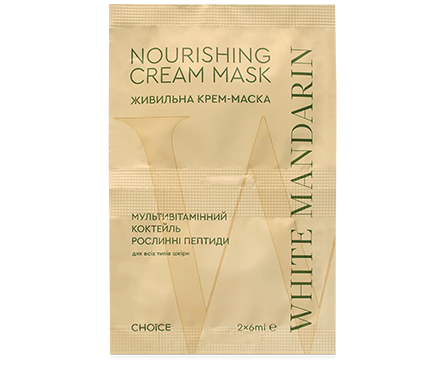 NOURISHING
CREAM MASK
ЖИВИЛЬНА КРЕМ-МАСКА
WHITE MANDARIN
W
МУЛЬТИВІТАМІННИЙ
КОКТЕЙЛЬ
РОСЛИННІ ПЕПТИДИ
для всіх типів шкіри
CHOICE
2×6ml ℮